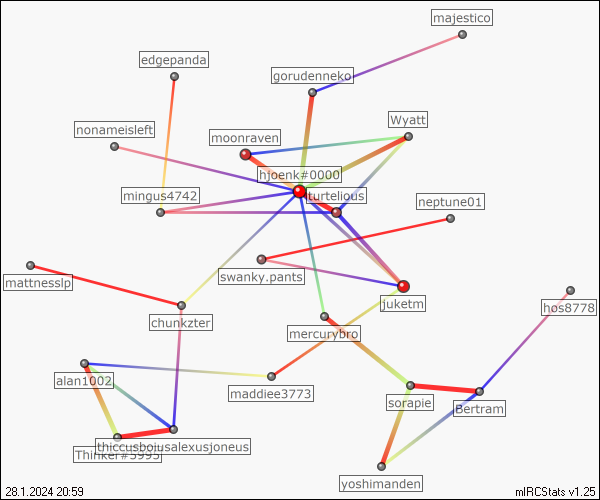 majestico
edgepanda
gorudenneko
Wyatt
nonameisleft
moonraven
hjoenk#0000
mingus4742
turtelious
neptune01
swanky.pants
mattnesslp
juketm
hos8778
chunkzter
mercurybro
alan1002
maddiee3773
sorapie
Bertram
thiccusboiusalexusjoneus
Thinker#5995
yoshimanden
28.1.2024 20:59
mIRCStats v1.25